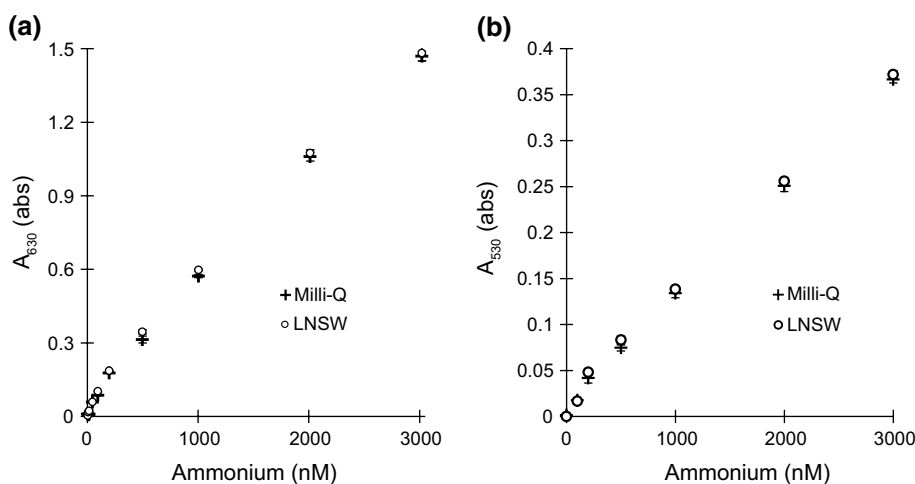 (a)
1.5
1.2
0.9
0.6
0.3
0
A630 (abs)
Milli-Q
LNSW
0 1000 2000 3000
Ammonium (nM)
(b)
0.4
0.35
0.3
0.25
0.2
0.15
0.1
0.05
0
A530 (abs)
Milli-Q
LNSW
0 1000 2000 3000
Ammonium (nM)